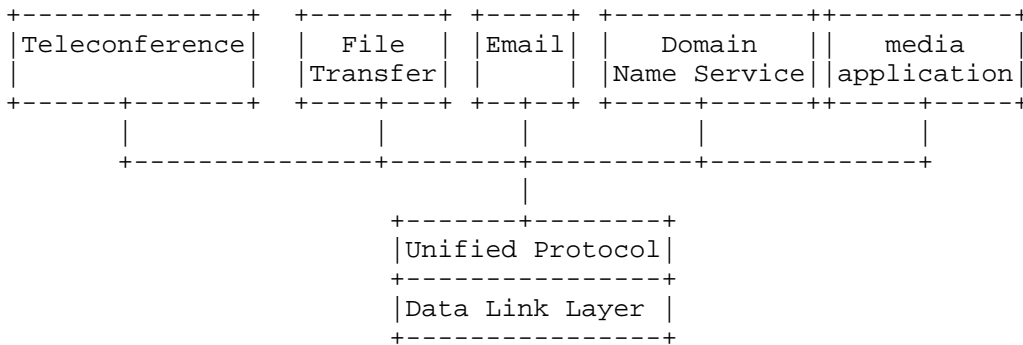 Teleconference File Email Domain media
Transfer Name Service application
Unified Protocol
Data Link Layer